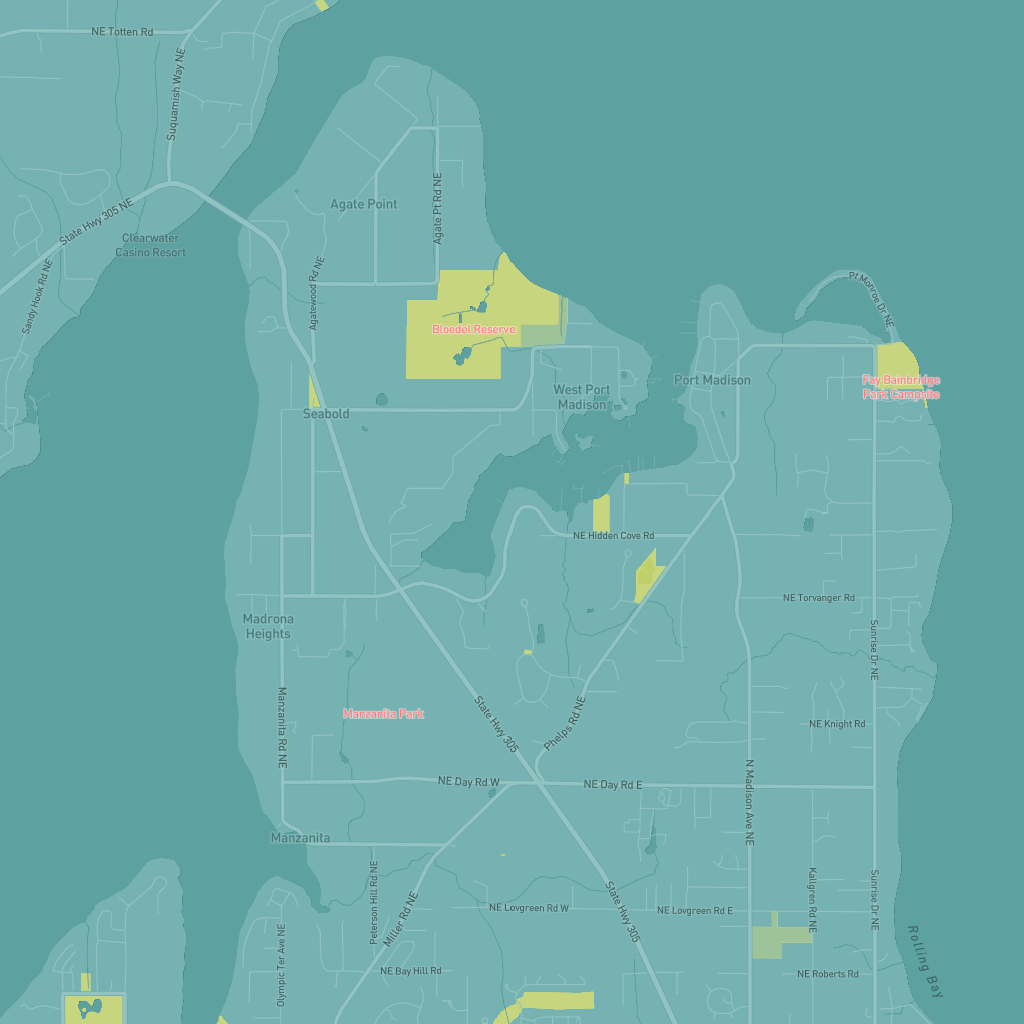 NE Totten Rd
Suquamish Way NE
State Hwy 305 NE
Clearwater
Casino Resort
Sandy Hook Rd NE
Agate Point
Agate Pt Rd NE
Agatewood Rd NE
Bloedel Reserve
Pt Monroe Dr NE
Fay Bainbridge
Park Campsite
Port Madison
West Port
Madison
Seabold
NE Hidden Cove Rd
NE Torvanger Rd
Madrona
Heights
Sunrise Dr NE
Manzanita Rd NE
Manzanita Park
State Hwy 305
Phelps Rd NE
NE Knight Rd
NE Day Rd W
NE Day Rd E
N Madison Ave NE
Manzanita
Peterson Hill Rd NE
Miller Rd NE
NE Lovgreen Rd W
State Hwy 305
NE Lovgreen Rd E
Kallgren Rd NE
Sunrise Dr NE
Olympic Ter Ave NE
NE Bay Hill Rd
NE Roberts Rd
Rolling Bay